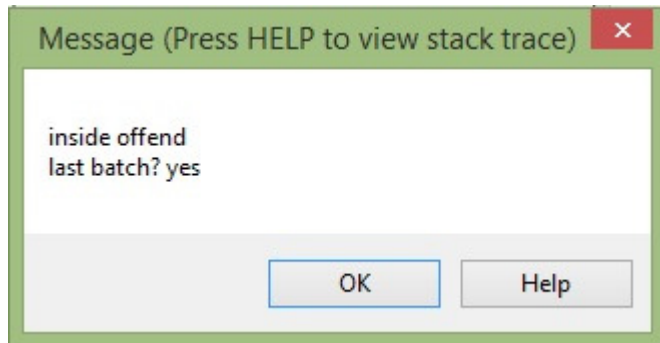 Message (Press HELP to view stack trace)
inside offend
last batch? yes
OK
Help